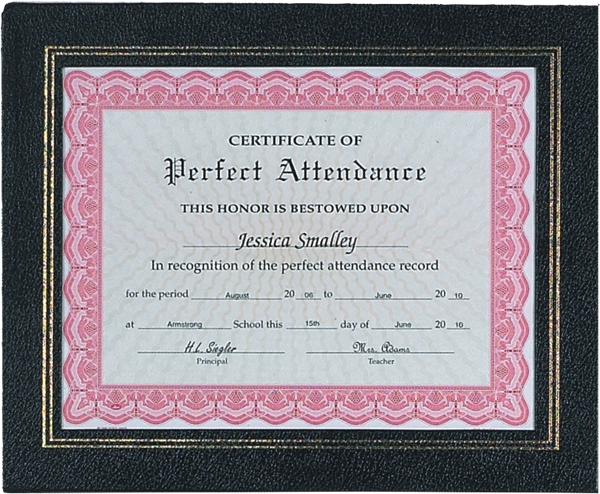 CERTIFICATE OF
Perfect Attendance
THIS HONOR IS BESTOWED UPON
Jessica Smalley
In recognition of the perfect attendance record
for the period August 20 06 to June 20 10
at Armstrong School this 15th day of June 20 10
H.L. Siegler Mrs. Adams
Principal Teacher